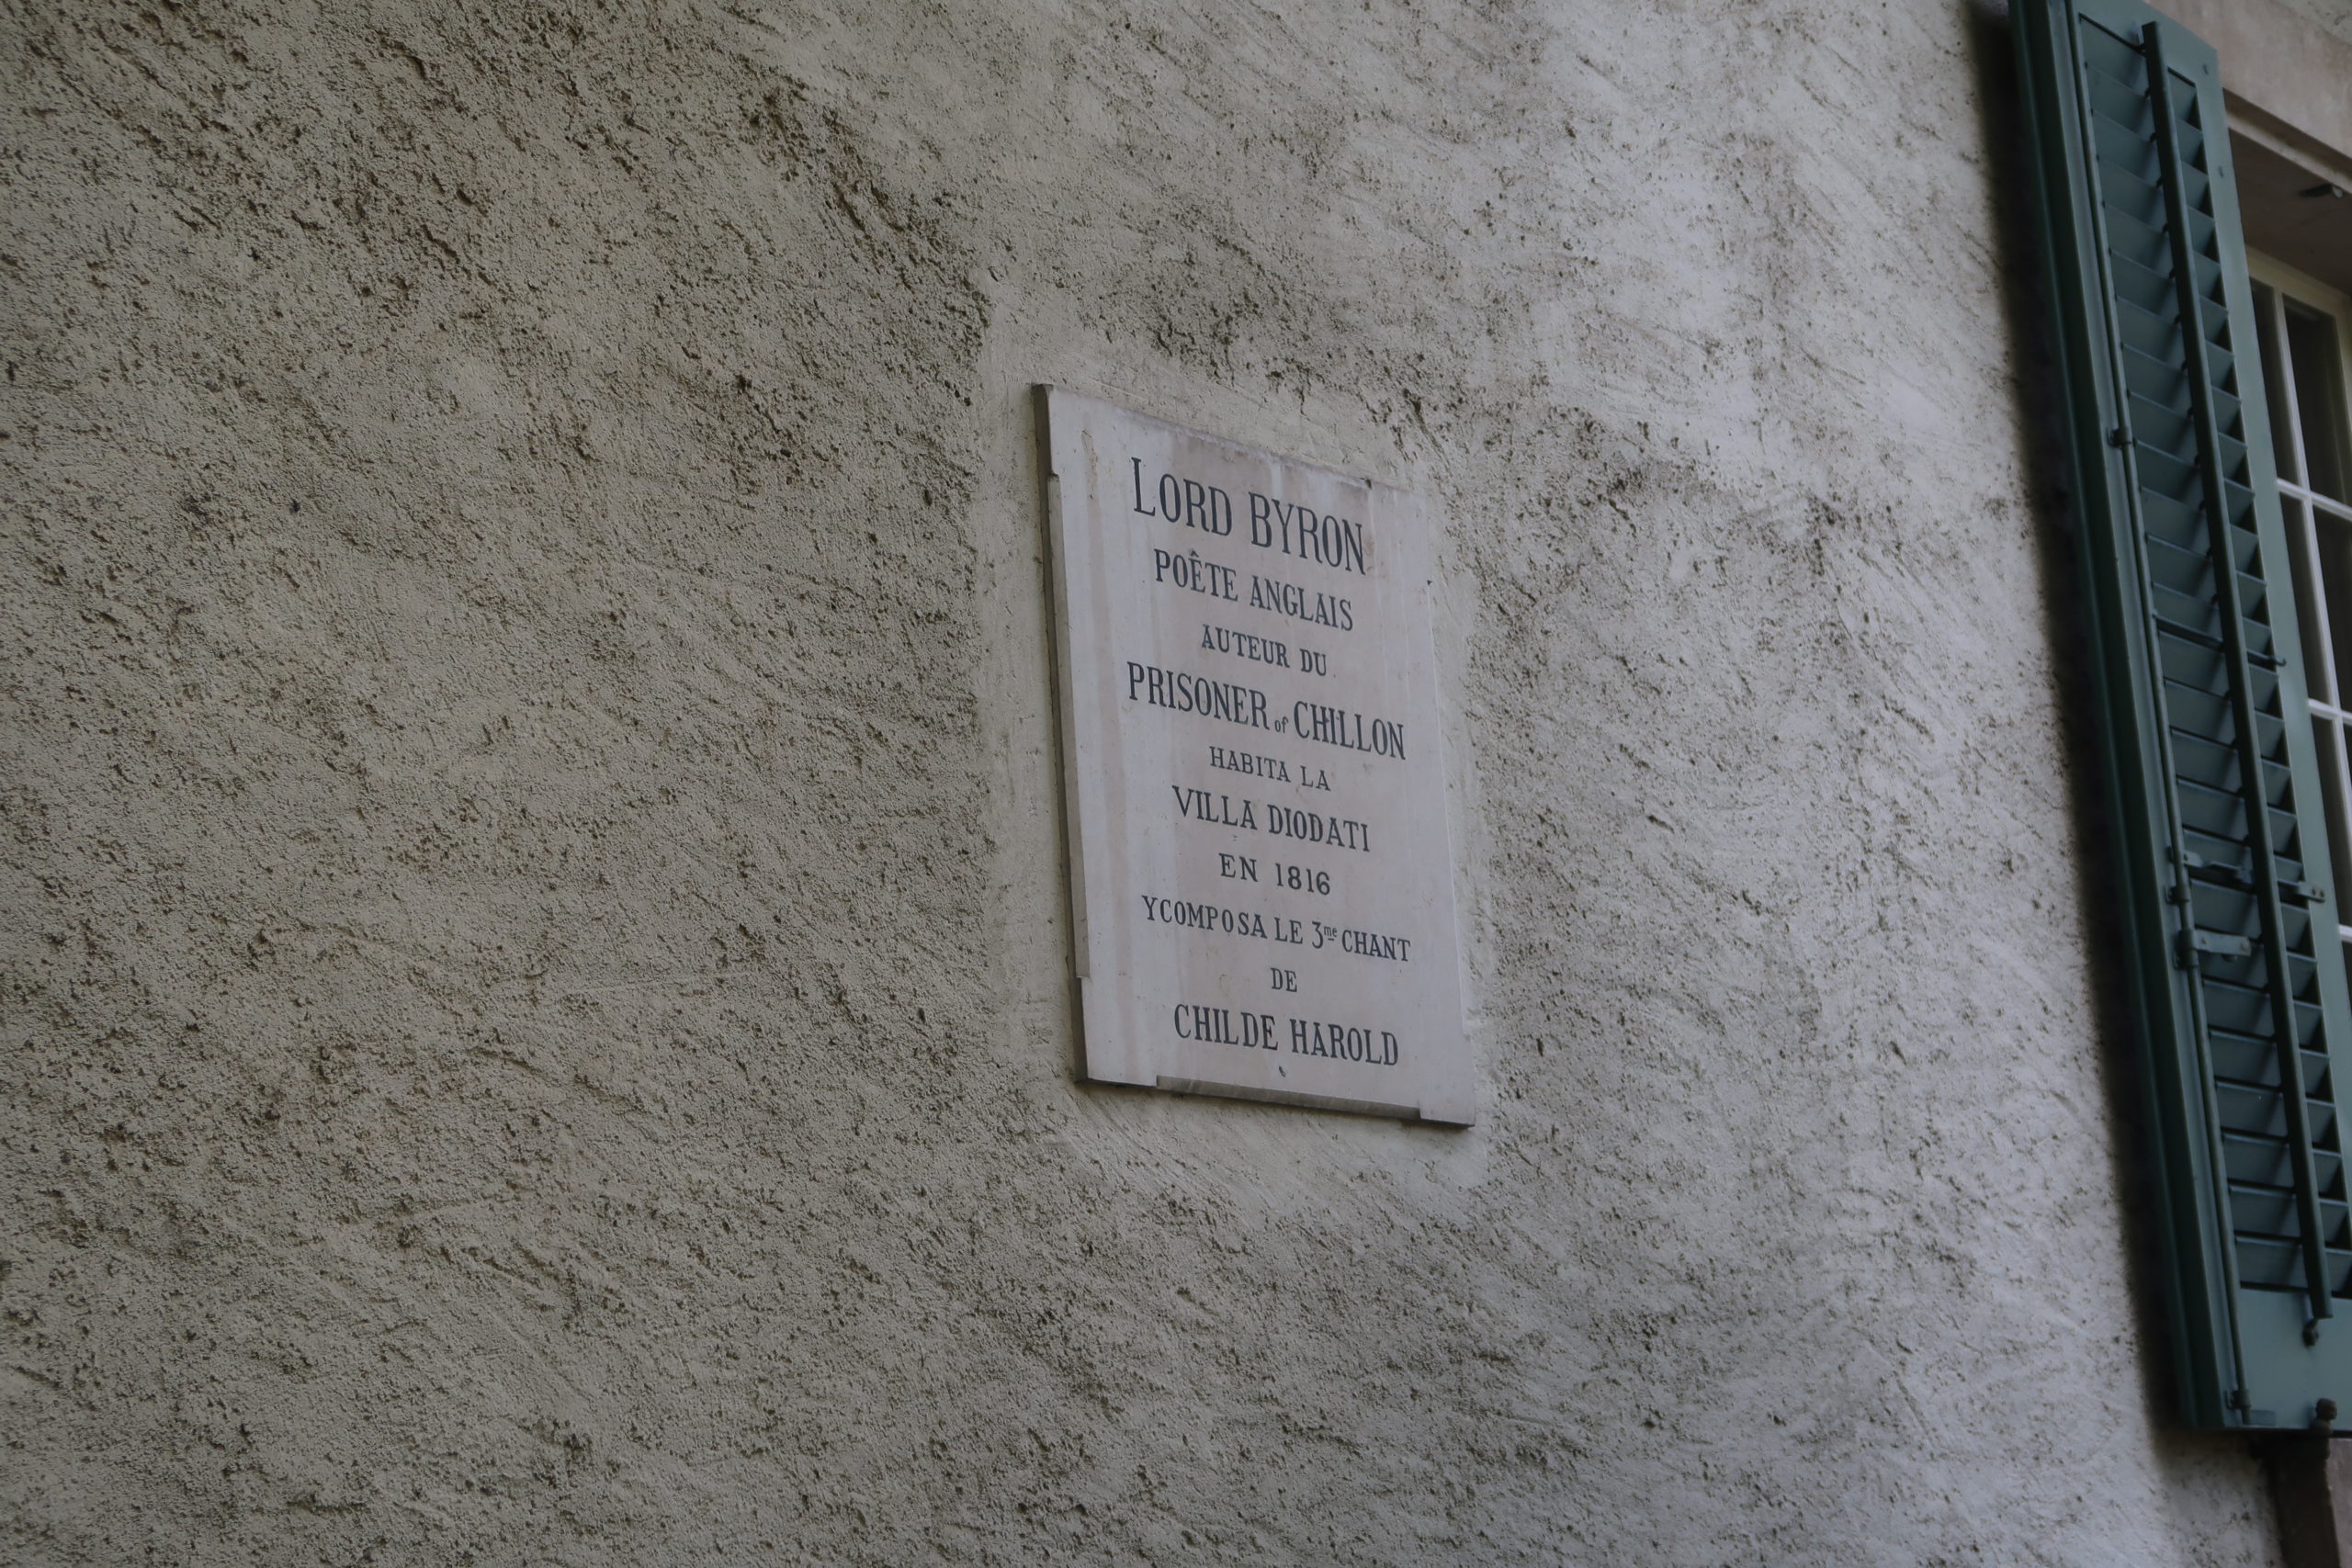 LORD BYRON
POÊTE ANGLAIS
AUTEUR DU
PRISONER of CHILLON
HABITA LA
VILLA DIODATI
EN 1816
Y COMPOSA LE 3me CHANT
DE
CHILDE HAROLD